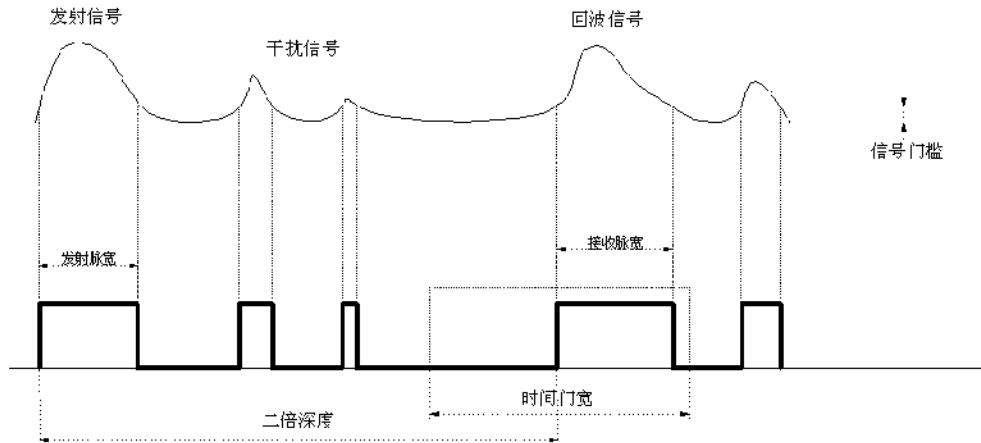 发射信号
干扰信号
回波信号
信号门槛
发射脉宽
接收脉宽
时间门宽
二倍深度